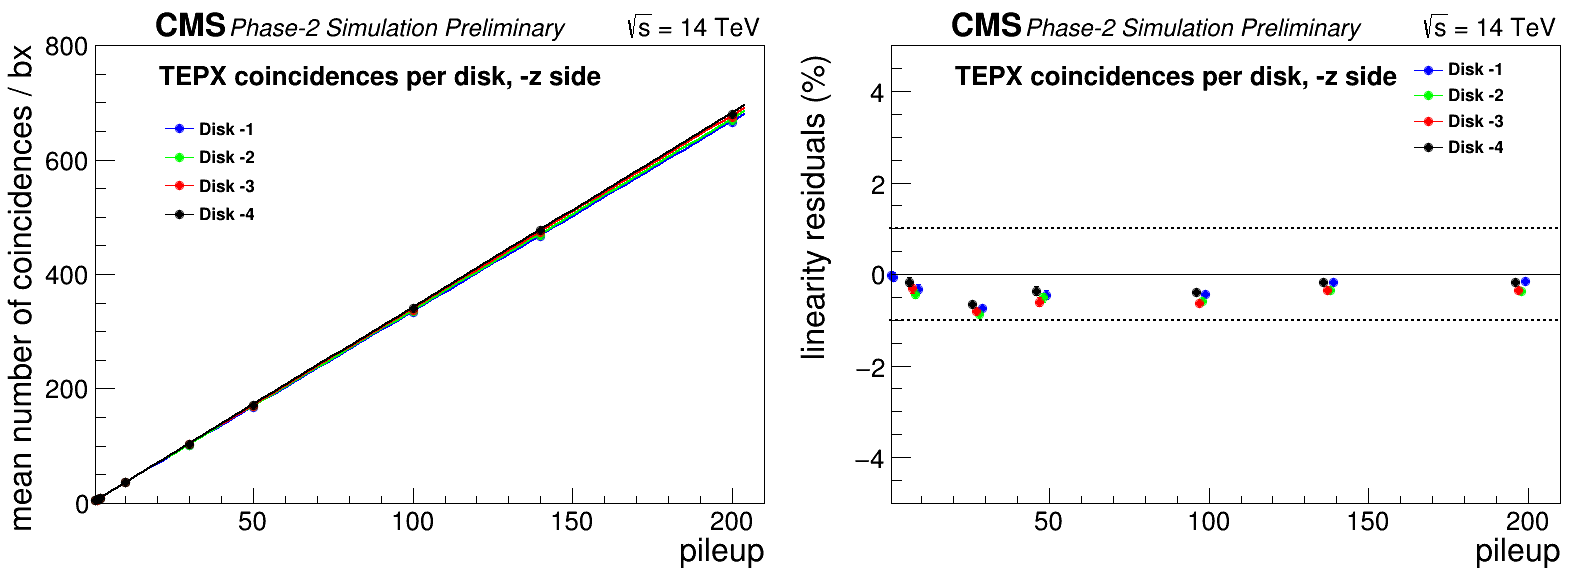 CMS Phase-2 Simulation Preliminary √s = 14 TeV
TEPX coincidences per disk, -z side
Disk -1
Disk -2
Disk -3
Disk -4
mean number of coincidences / bx
800
600
400
200
0
50 100 150 200
pileup
CMS Phase-2 Simulation Preliminary √s = 14 TeV
TEPX coincidences per disk, -z side
Disk -1
Disk -2
Disk -3
Disk -4
linearity residuals (%)
4
2
0
−2
−4
50 100 150 200
pileup